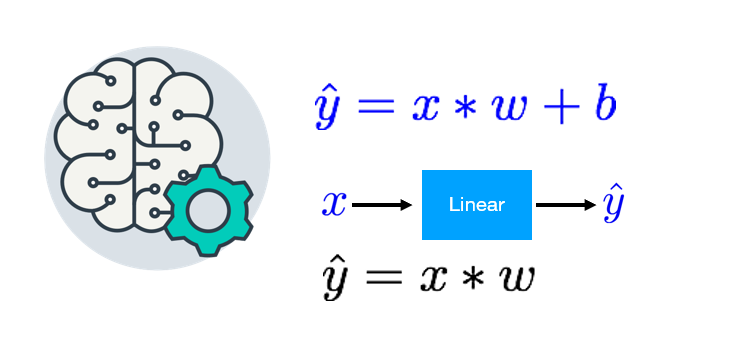 ŷ = x * w + b
x Linear ŷ
ŷ = x * w